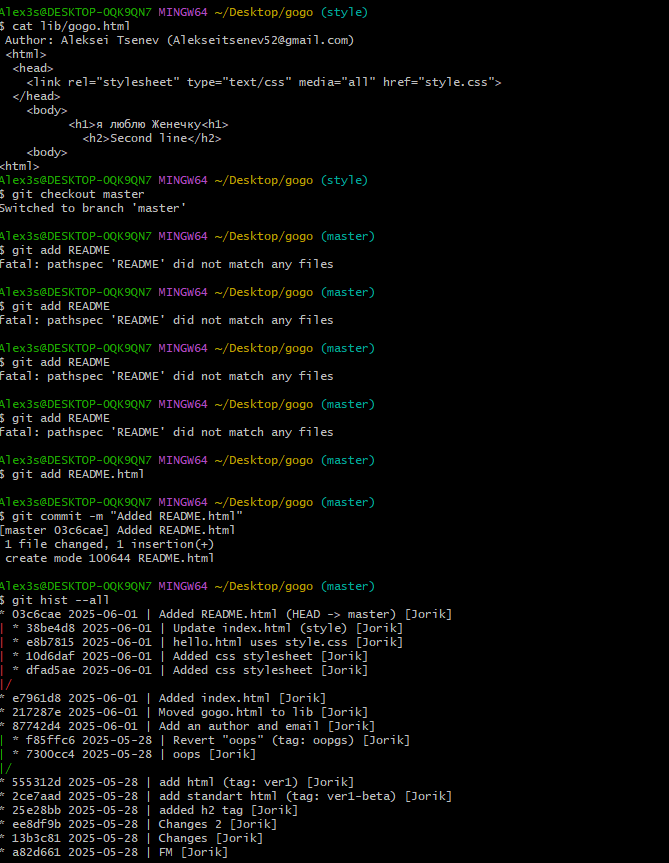 Alex3s@DESKTOP-OQK9QN7 MINGW64 ~/Desktop/gogo (style)
$ cat lib/gogo.html
Author: Aleksei Tsenev (Alekseitsenev52@gmail.com)
<html>
<head>
<link rel="stylesheet" type="text/css" media="all" href="style.css">
</head>
<body>
<h1>я люблю Женечку<h1>
<h2>Second line</h2>
<body>
<html>
Alex3s@DESKTOP-OQK9QN7 MINGW64 ~/Desktop/gogo (style)
$ git checkout master
Switched to branch 'master'
Alex3s@DESKTOP-OQK9QN7 MINGW64 ~/Desktop/gogo (master)
$ git add README
fatal: pathspec 'README' did not match any files
Alex3s@DESKTOP-OQK9QN7 MINGW64 ~/Desktop/gogo (master)
$ git add README
fatal: pathspec 'README' did not match any files
Alex3s@DESKTOP-OQK9QN7 MINGW64 ~/Desktop/gogo (master)
$ git add README
fatal: pathspec 'README' did not match any files
Alex3s@DESKTOP-OQK9QN7 MINGW64 ~/Desktop/gogo (master)
$ git add README
fatal: pathspec 'README' did not match any files
Alex3s@DESKTOP-OQK9QN7 MINGW64 ~/Desktop/gogo (master)
$ git add README.html
Alex3s@DESKTOP-OQK9QN7 MINGW64 ~/Desktop/gogo (master)
$ git commit -m "Added README.html"
[master 03c6cae] Added README.html
1 file changed, 1 insertion(+)
create mode 100644 README.html
Alex3s@DESKTOP-OQK9QN7 MINGW64 ~/Desktop/gogo (master)
$ git hist --all
* 03c6cae 2025-06-01 | Added README.html (HEAD -> master) [Jorik]
| * 38be4d8 2025-06-01 | Update index.html (style) [Jorik]
| * e8b7815 2025-06-01 | hello.html uses style.css [Jorik]
| * 10d6daf 2025-06-01 | Added css stylesheet [Jorik]
| * dfad5ae 2025-06-01 | Added css stylesheet [Jorik]
|/
* e7961d8 2025-06-01 | Added index.html [Jorik]
* 217287e 2025-06-01 | Moved gogo.html to lib [Jorik]
* 87742d4 2025-06-01 | Add an author and email [Jorik]
| * f85ffc6 2025-05-28 | Revert "oops" (tag: oopgs) [Jorik]
| * 7300cc4 2025-05-28 | oops [Jorik]
|/
* 555312d 2025-05-28 | add html (tag: ver1) [Jorik]
* 2ce7aad 2025-05-28 | add standart html (tag: ver1-beta) [Jorik]
* 25e28bb 2025-05-28 | added h2 tag [Jorik]
* ee8df9b 2025-05-28 | Changes 2 [Jorik]
* 13b3c81 2025-05-28 | Changes [Jorik]
* a82d661 2025-05-28 | FM [Jorik]